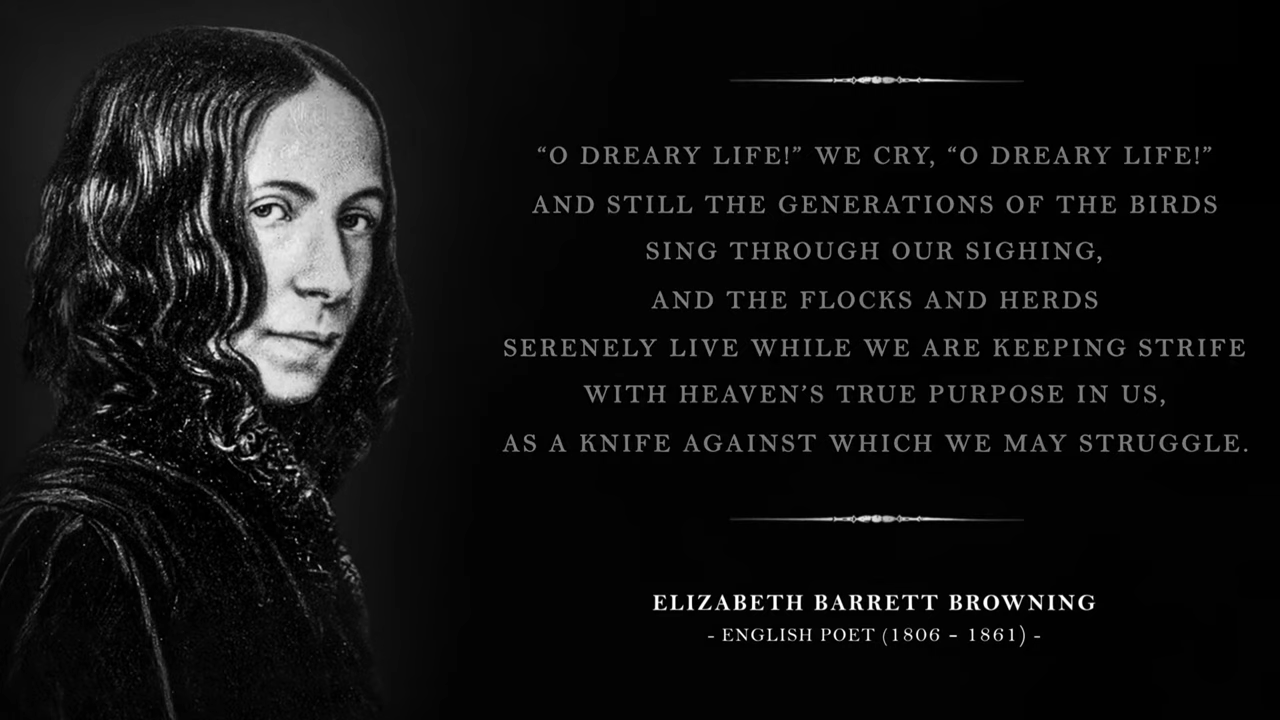 “O DREARY LIFE!” WE CRY, “O DREARY LIFE!”
AND STILL THE GENERATIONS OF THE BIRDS
SING THROUGH OUR SIGHING,
AND THE FLOCKS AND HERDS
SERENELY LIVE WHILE WE ARE KEEPING STRIFE
WITH HEAVEN’S TRUE PURPOSE IN US,
AS A KNIFE AGAINST WHICH WE MAY STRUGGLE.
ELIZABETH BARRETT BROWNING
- ENGLISH POET (1806 - 1861) -